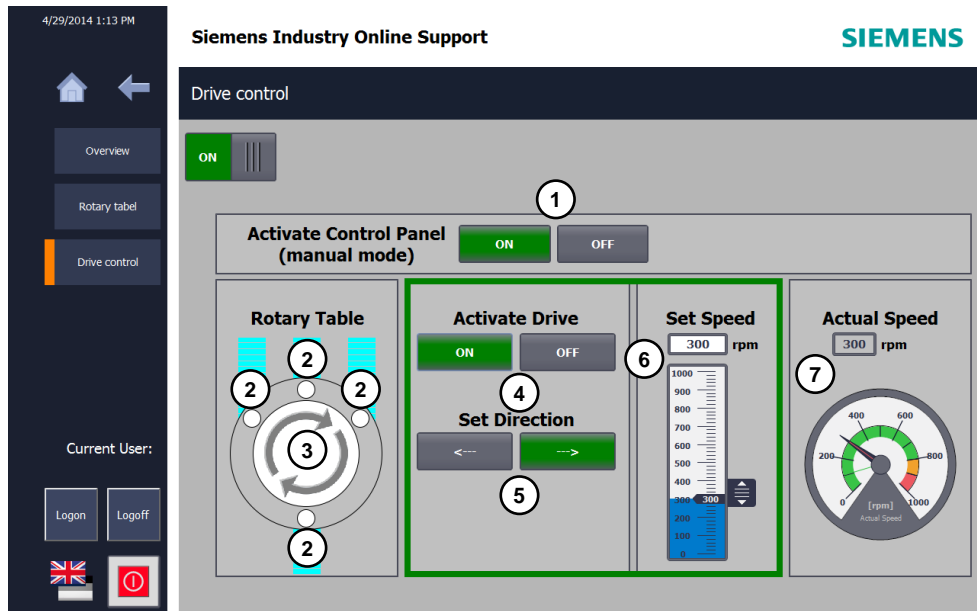 4/29/2014 1:13 PM
Siemens Industry Online Support
SIEMENS
Drive control
Overview
Rotary tabel
Drive control
Current User:
Logon
Logoff
ON
1
Activate Control Panel
(manual mode)
ON
OFF
Rotary Table
2
2
2
3
2
Activate Drive
ON
OFF
4
Set Direction
<---
--->
5
Set Speed
300 rpm
6
1000
900
800
700
600
500
400
300
300
200
100
0
Actual Speed
300 rpm
7
0
200
400
600
800
1000
[rpm]
Actual Speed